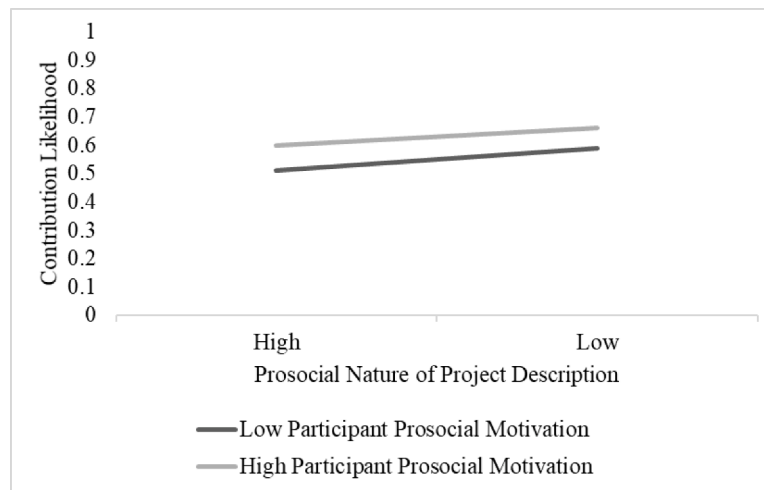 1
0.9
0.8
0.7
0.6
0.5
0.4
0.3
0.2
0.1
0
Contribution Likelihood
High
Low
Prosocial Nature of Project Description
Low Participant Prosocial Motivation
High Participant Prosocial Motivation